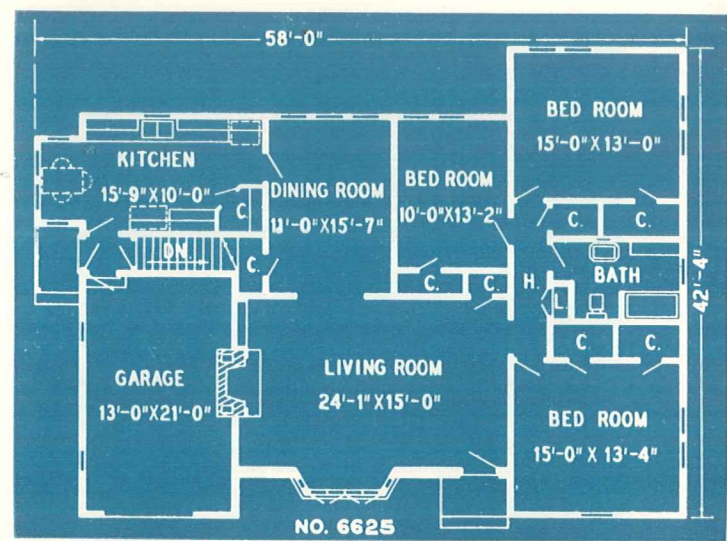 58'-0"
BED ROOM
15'-0" X 13'-0"
KITCHEN
15'-9" X 10'-0"
C.
DINING ROOM
11'-0" X 15'-7"
BED ROOM
10'-0" X 13'-2"
C.
C.
DN.
C.
C.
C.
H.
BATH
L.
42'-4"
C.
C.
GARAGE
13'-0" X 21'-0"
LIVING ROOM
24'-1" X 15'-0"
BED ROOM
15'-0" X 13'-4"
NO. 6625